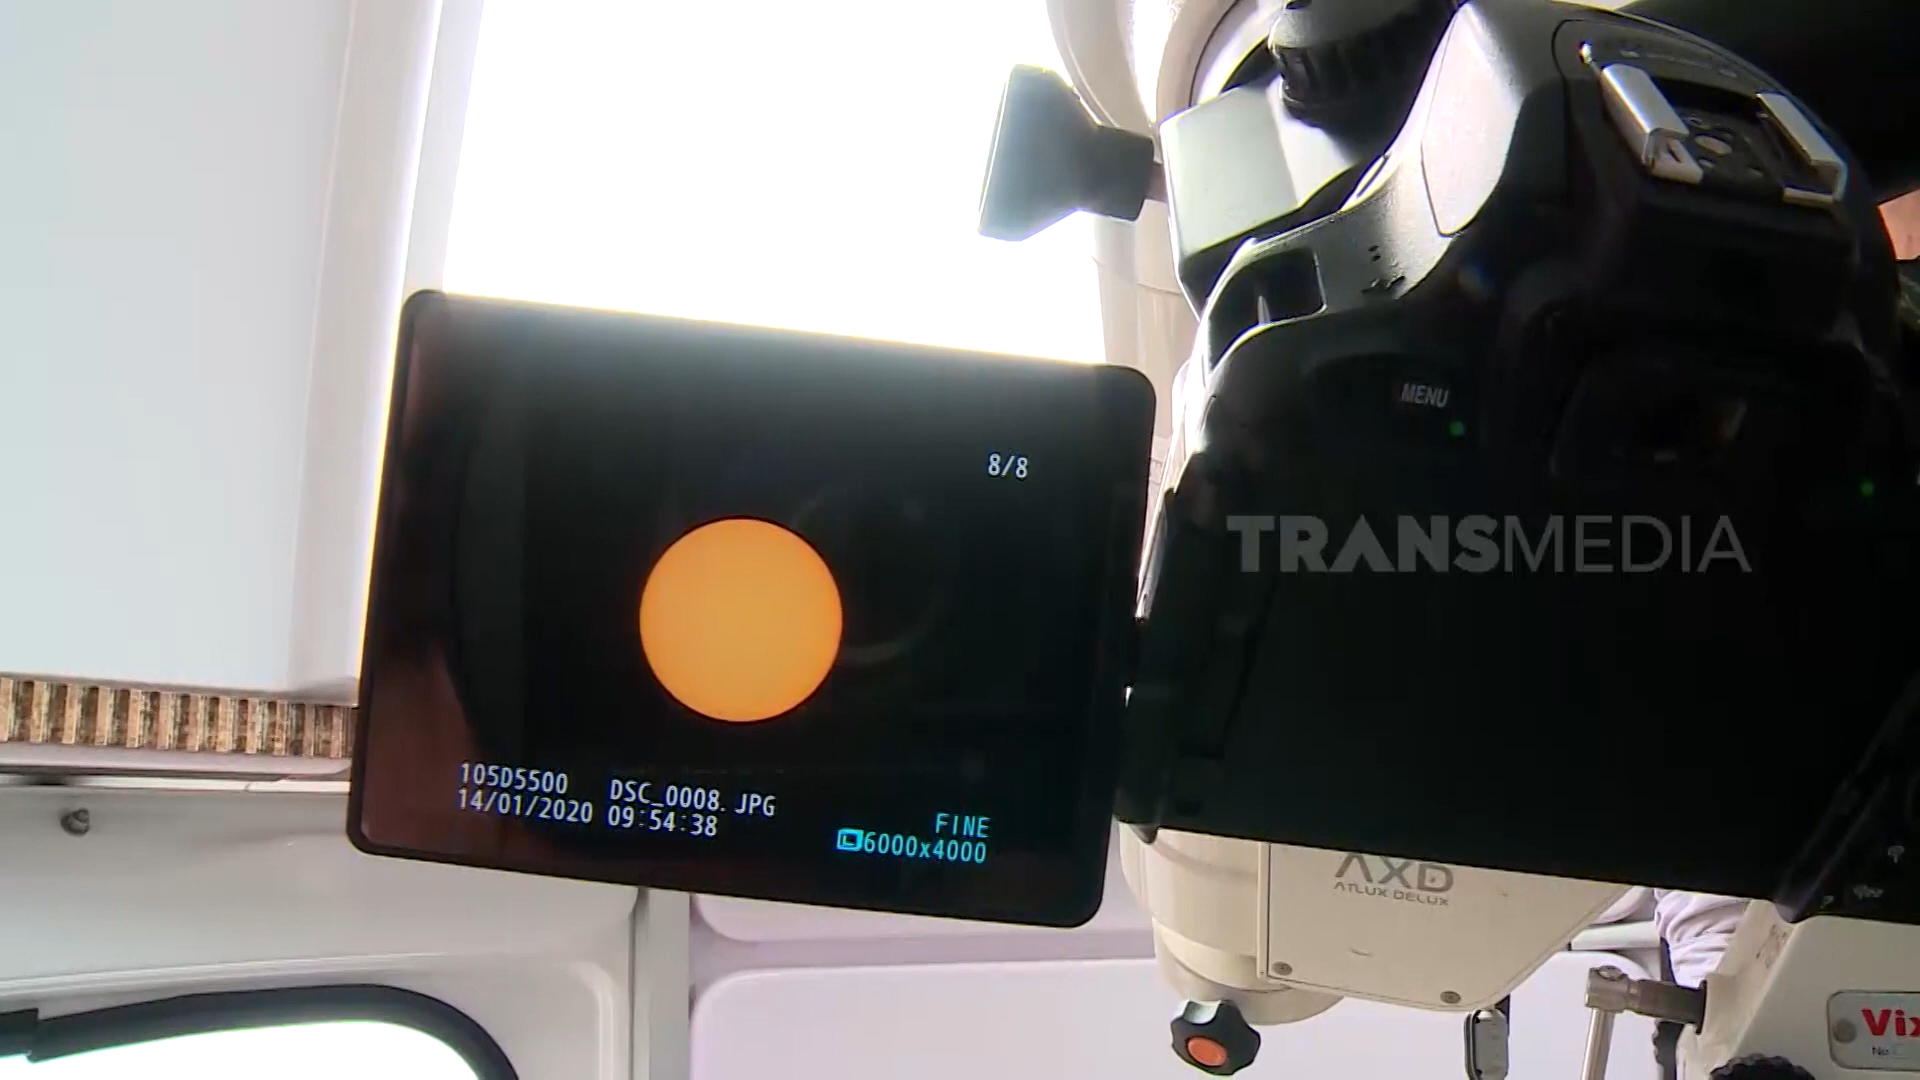 MENU
8/8
TRANSMEDIA
105D5500 DSC_0008.JPG
14/01/2020 09:54:38
FINE
L 6000x4000
AXD
ATLUX DELUX
Vix